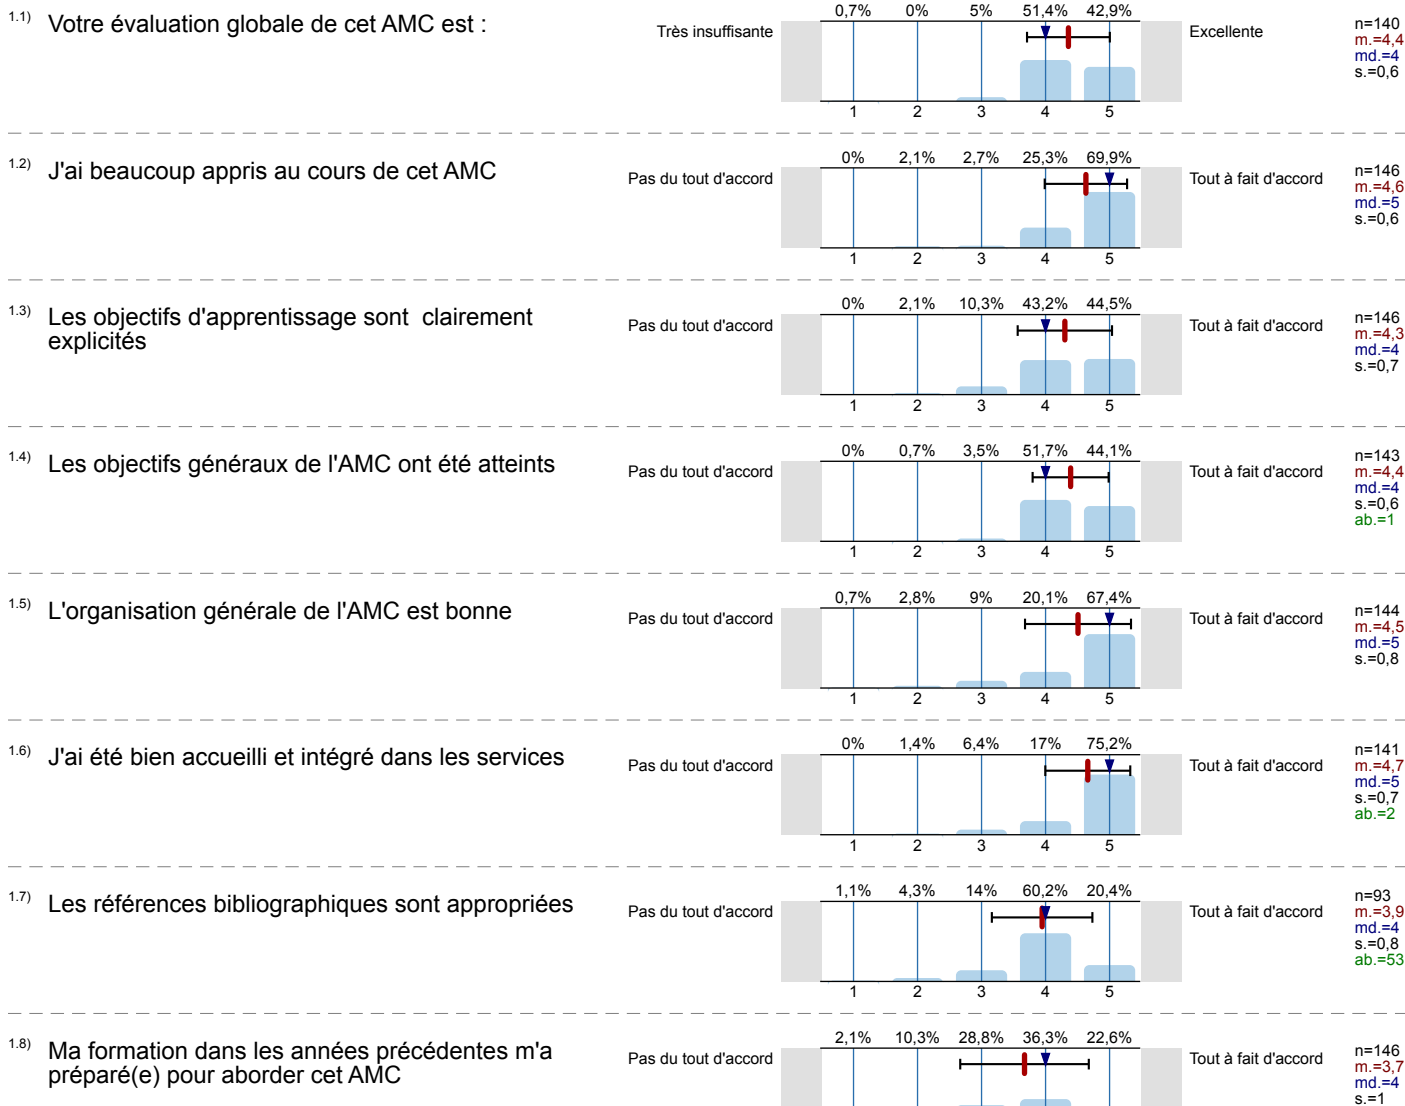 1.1) Votre évaluation globale de cet AMC est :
Très insuffisante
0,7% 0% 5% 51,4% 42,9%
1 2 3 4 5
Excellente
n=140
m.=4,4
md.=4
s.=0,6
1.2) J'ai beaucoup appris au cours de cet AMC
Pas du tout d'accord
0% 2,1% 2,7% 25,3% 69,9%
1 2 3 4 5
Tout à fait d'accord
n=146
m.=4,6
md.=5
s.=0,6
1.3) Les objectifs d'apprentissage sont clairement
explicités
Pas du tout d'accord
0% 2,1% 10,3% 43,2% 44,5%
1 2 3 4 5
Tout à fait d'accord
n=146
m.=4,3
md.=4
s.=0,7
1.4) Les objectifs généraux de l'AMC ont été atteints
Pas du tout d'accord
0% 0,7% 3,5% 51,7% 44,1%
1 2 3 4 5
Tout à fait d'accord
n=143
m.=4,4
md.=4
s.=0,6
ab.=1
1.5) L'organisation générale de l'AMC est bonne
Pas du tout d'accord
0,7% 2,8% 9% 20,1% 67,4%
1 2 3 4 5
Tout à fait d'accord
n=144
m.=4,5
md.=5
s.=0,8
1.6) J'ai été bien accueilli et intégré dans les services
Pas du tout d'accord
0% 1,4% 6,4% 17% 75,2%
1 2 3 4 5
Tout à fait d'accord
n=141
m.=4,7
md.=5
s.=0,7
ab.=2
1.7) Les références bibliographiques sont appropriées
Pas du tout d'accord
1,1% 4,3% 14% 60,2% 20,4%
1 2 3 4 5
Tout à fait d'accord
n=93
m.=3,9
md.=4
s.=0,8
ab.=53
1.8) Ma formation dans les années précédentes m'a
préparé(e) pour aborder cet AMC
Pas du tout d'accord
2,1% 10,3% 28,8% 36,3% 22,6%
Tout à fait d'accord
n=146
m.=3,7
md.=4
s.=1